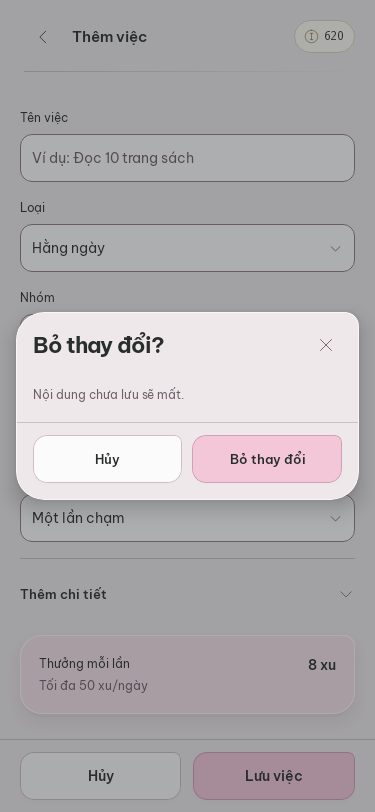 Thêm việc
620
Tên việc
Ví dụ: Đọc 10 trang sách
Loại
Hằng ngày
Nhóm
Bỏ thay đổi?
Nội dung chưa lưu sẽ mất.
Hủy
Bỏ thay đổi
Một lần chạm
Thêm chi tiết
Thưởng mỗi lần
8 xu
Tối đa 50 xu/ngày
Hủy
Lưu việc